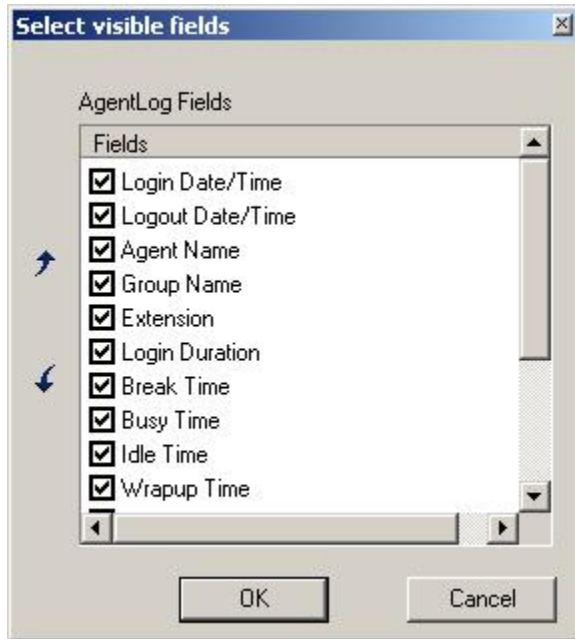 Select visible fields
AgentLog Fields
Fields
Login Date/Time
Logout Date/Time
Agent Name
Group Name
Extension
Login Duration
Break Time
Busy Time
Idle Time
Wrapup Time
OK
Cancel